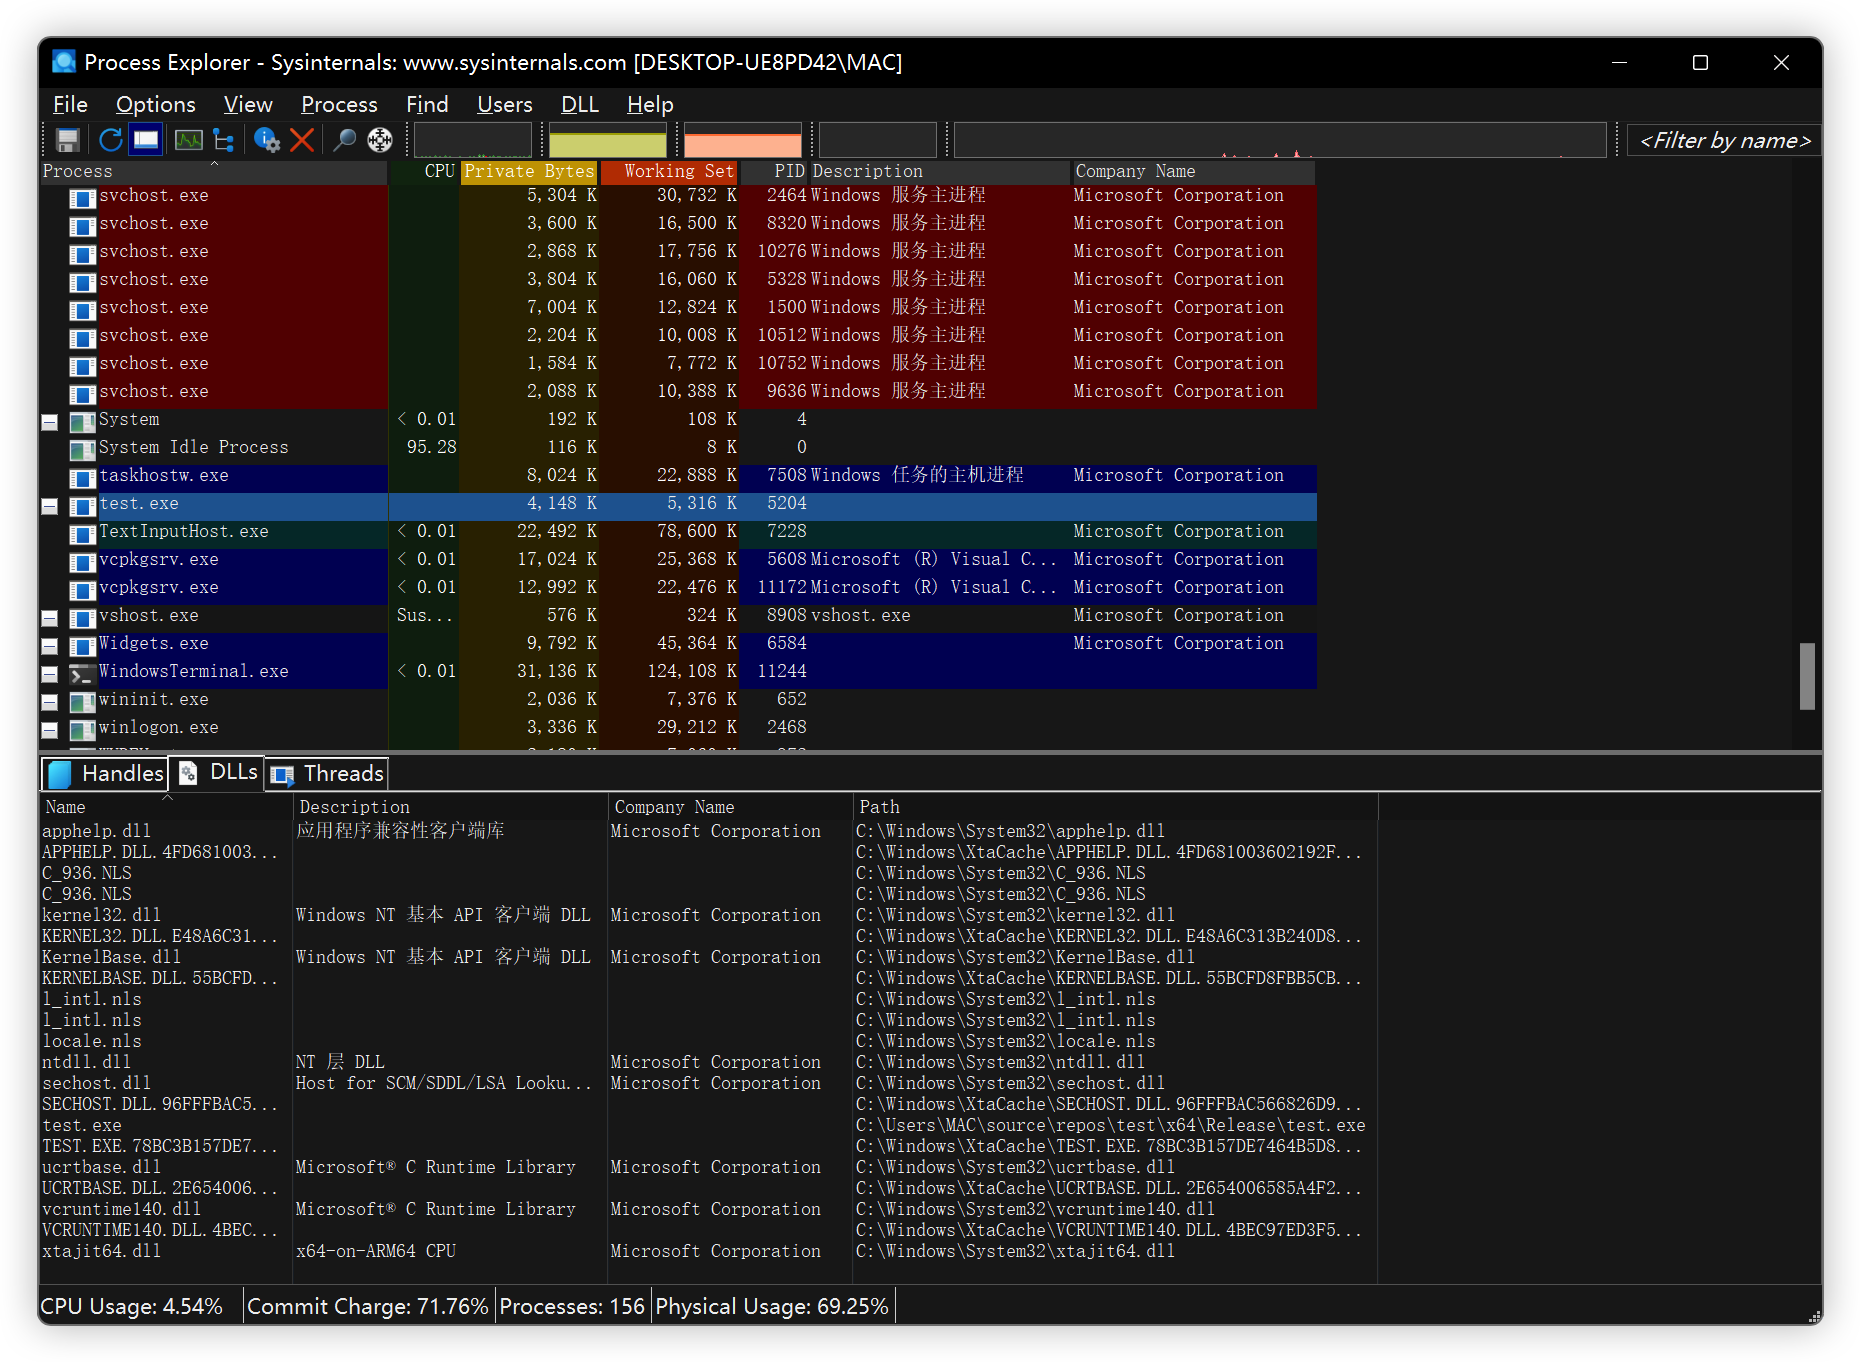 Process Explorer - Sysinternals: www.sysinternals.com [DESKTOP-UE8PD42\MAC]
File Options View Process Find Users DLL Help
<Filter by name>
Process CPU Private Bytes Working Set PID Description Company Name
svchost.exe 5,304 K 30,732 K 2464 Windows 服务主进程 Microsoft Corporation
svchost.exe 3,600 K 16,500 K 8320 Windows 服务主进程 Microsoft Corporation
svchost.exe 2,868 K 17,756 K 10276 Windows 服务主进程 Microsoft Corporation
svchost.exe 3,804 K 16,060 K 5328 Windows 服务主进程 Microsoft Corporation
svchost.exe 7,004 K 12,824 K 1500 Windows 服务主进程 Microsoft Corporation
svchost.exe 2,204 K 10,008 K 10512 Windows 服务主进程 Microsoft Corporation
svchost.exe 1,584 K 7,772 K 10752 Windows 服务主进程 Microsoft Corporation
svchost.exe 2,088 K 10,388 K 9636 Windows 服务主进程 Microsoft Corporation
System < 0.01 192 K 108 K 4
System Idle Process 95.28 116 K 8 K 0
taskhostw.exe 8,024 K 22,888 K 7508 Windows 任务的主机进程 Microsoft Corporation
test.exe 4,148 K 5,316 K 5204
TextInputHost.exe < 0.01 22,492 K 78,600 K 7228 Microsoft Corporation
vcpkgsrv.exe < 0.01 17,024 K 25,368 K 5608 Microsoft (R) Visual C... Microsoft Corporation
vcpkgsrv.exe < 0.01 12,992 K 22,476 K 11172 Microsoft (R) Visual C... Microsoft Corporation
vshost.exe Sus... 576 K 324 K 8908 vshost.exe Microsoft Corporation
Widgets.exe 9,792 K 45,364 K 6584 Microsoft Corporation
WindowsTerminal.exe < 0.01 31,136 K 124,108 K 11244
wininit.exe 2,036 K 7,376 K 652
winlogon.exe 3,336 K 29,212 K 2468
Handles DLLs Threads
Name Description Company Name Path
apphelp.dll 应用程序兼容性客户端库 Microsoft Corporation C:\Windows\System32\apphelp.dll
APPHELP.DLL.4FD681003... C:\Windows\XtaCache\APPHELP.DLL.4FD681003602192F...
C_936.NLS C:\Windows\System32\C_936.NLS
C_936.NLS C:\Windows\System32\C_936.NLS
kernel32.dll Windows NT 基本 API 客户端 DLL Microsoft Corporation C:\Windows\System32\kernel32.dll
KERNEL32.DLL.E48A6C31... C:\Windows\XtaCache\KERNEL32.DLL.E48A6C313B240D8...
KernelBase.dll Windows NT 基本 API 客户端 DLL Microsoft Corporation C:\Windows\System32\KernelBase.dll
KERNELBASE.DLL.55BCFD... C:\Windows\XtaCache\KERNELBASE.DLL.55BCFD8FBB5CB...
l_intl.nls C:\Windows\System32\l_intl.nls
l_intl.nls C:\Windows\System32\l_intl.nls
locale.nls C:\Windows\System32\locale.nls
ntdll.dll NT 层 DLL Microsoft Corporation C:\Windows\System32\ntdll.dll
sechost.dll Host for SCM/SDDL/LSA Looku... Microsoft Corporation C:\Windows\System32\sechost.dll
SECHOST.DLL.96FFFBAC5... C:\Windows\XtaCache\SECHOST.DLL.96FFFBAC566826D9...
test.exe C:\Users\MAC\source\repos\test\x64\Release\test.exe
TEST.EXE.78BC3B157DE7... C:\Windows\XtaCache\TEST.EXE.78BC3B157DE7464B5D8...
ucrtbase.dll Microsoft® C Runtime Library Microsoft Corporation C:\Windows\System32\ucrtbase.dll
UCRTBASE.DLL.2E654006... C:\Windows\XtaCache\UCRTBASE.DLL.2E654006585A4F2...
vcruntime140.dll Microsoft® C Runtime Library Microsoft Corporation C:\Windows\System32\vcruntime140.dll
VCRUNTIME140.DLL.4BEC... C:\Windows\XtaCache\VCRUNTIME140.DLL.4BEC97ED3F5...
xtajit64.dll x64-on-ARM64 CPU Microsoft Corporation C:\Windows\System32\xtajit64.dll
CPU Usage: 4.54% Commit Charge: 71.76% Processes: 156 Physical Usage: 69.25%